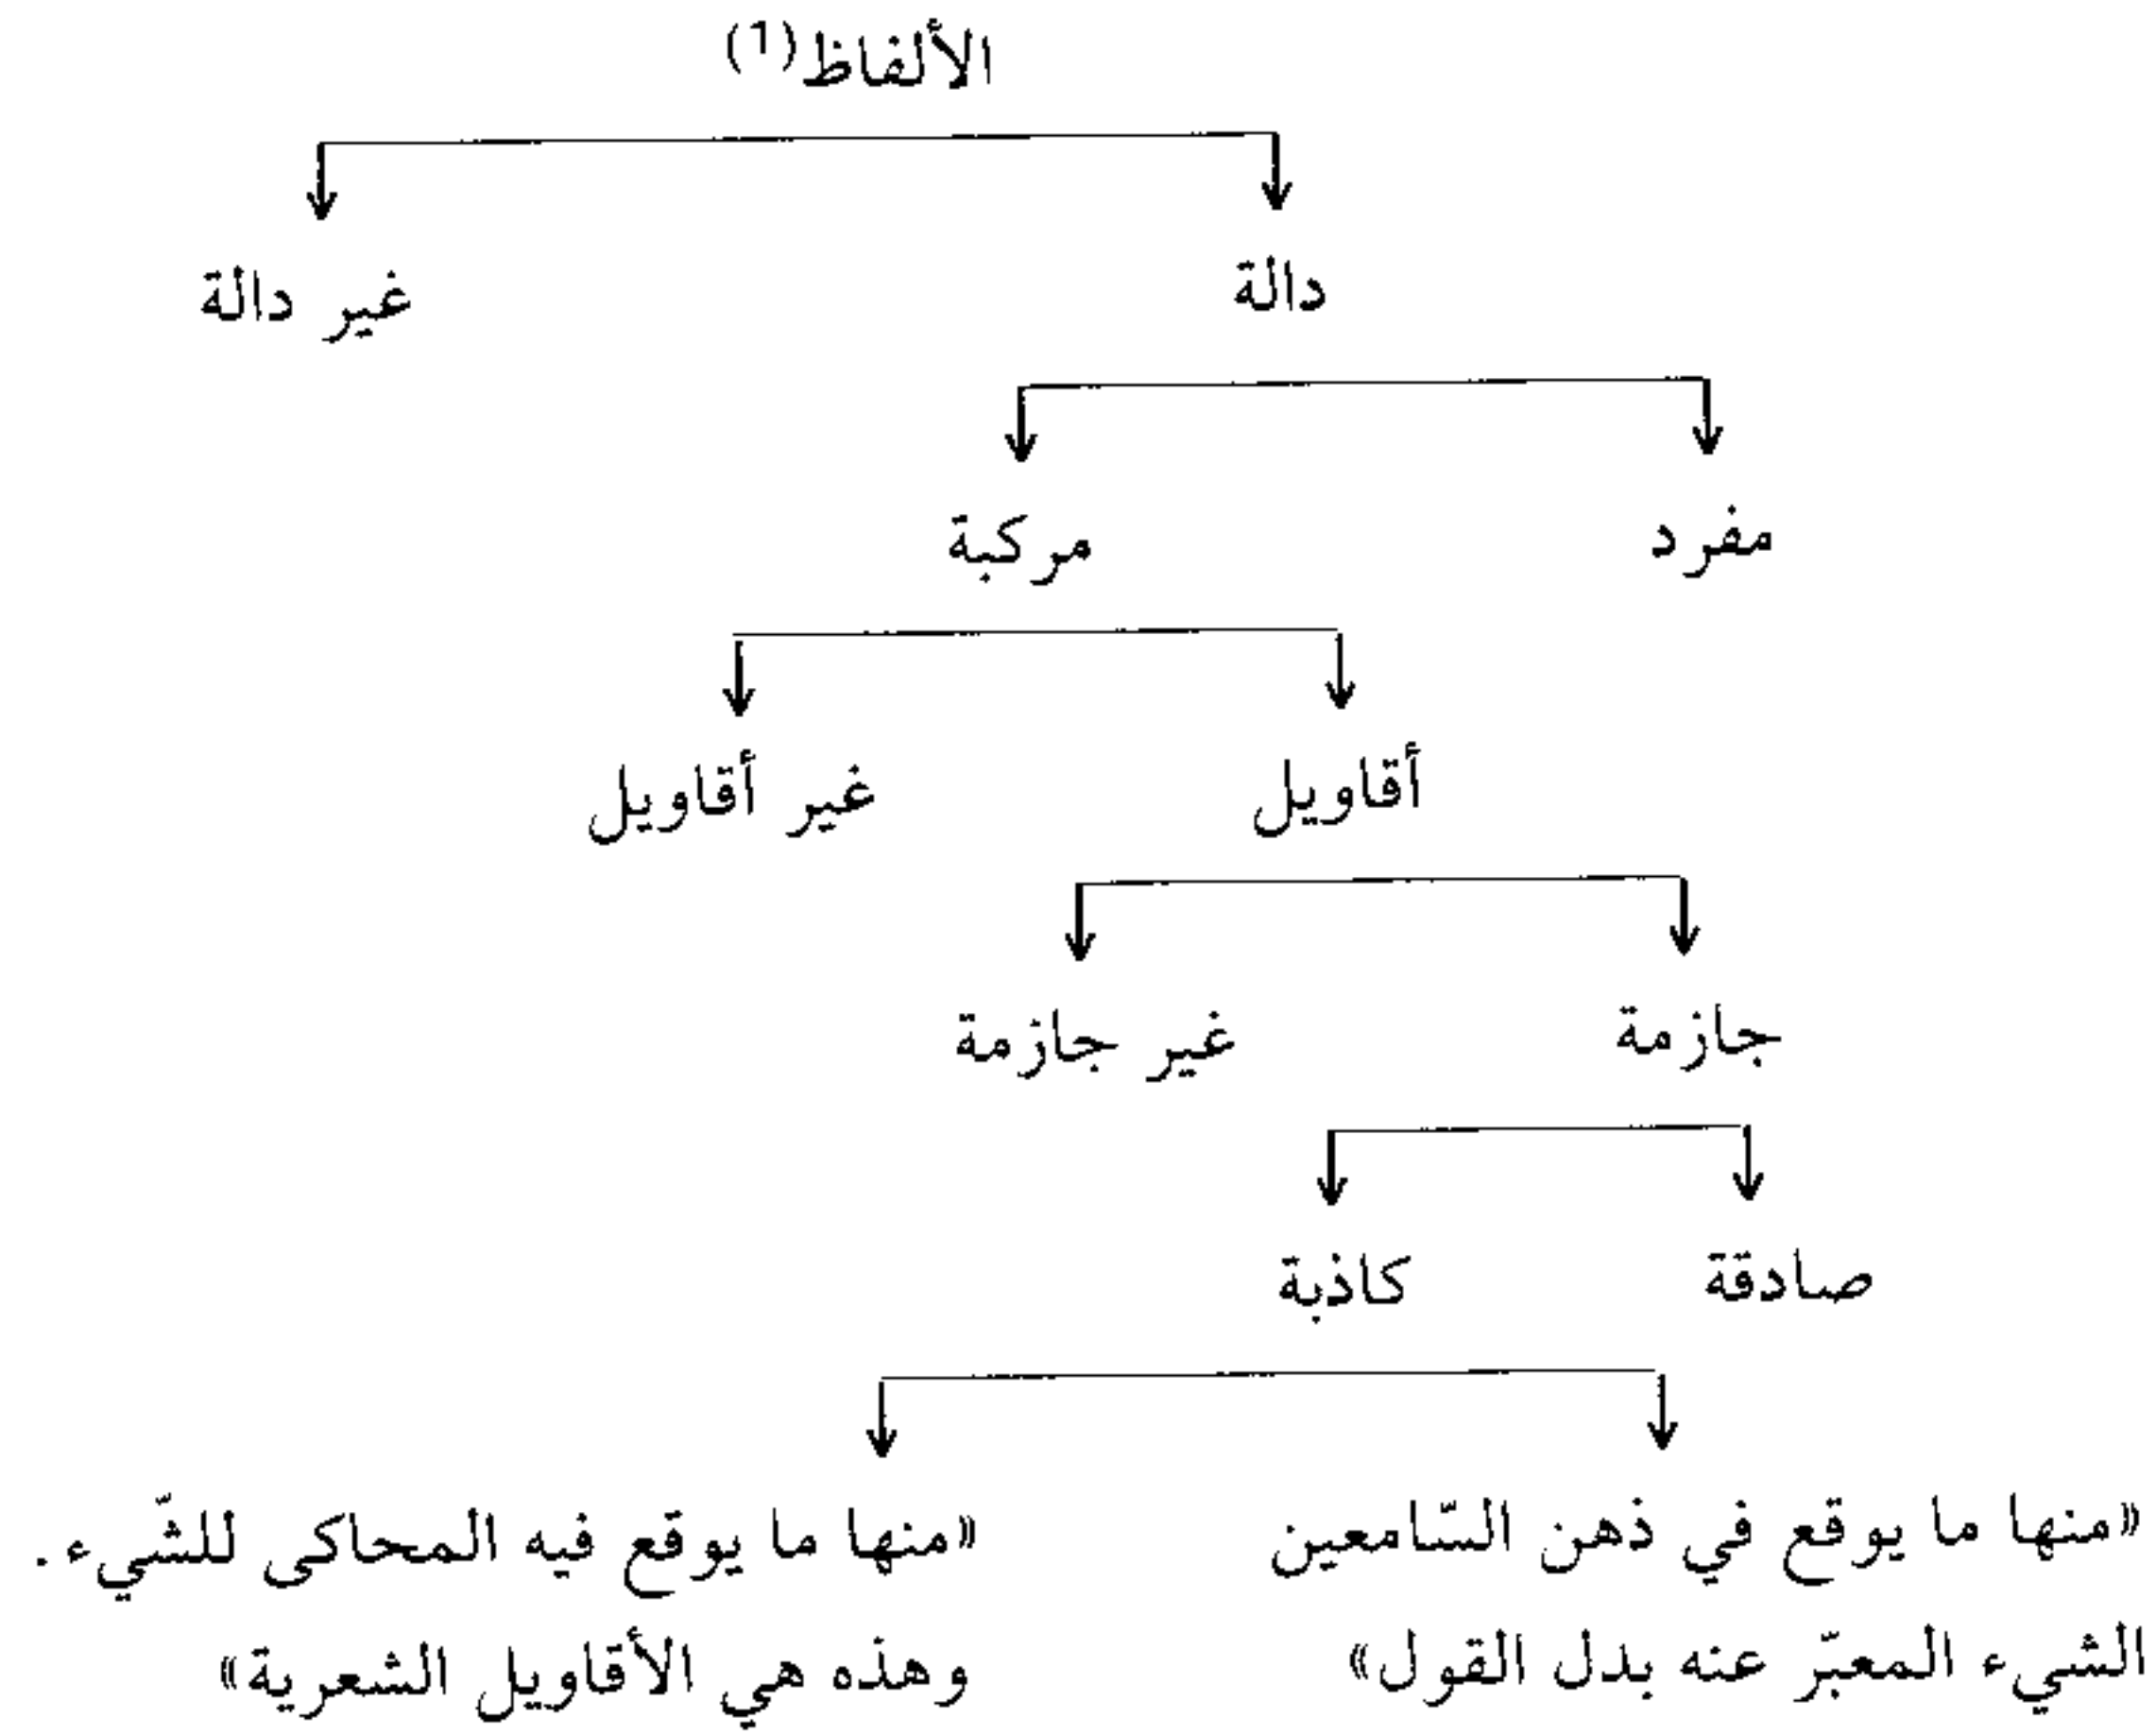 الألفاظ(1)
دالة
غير دالة
مفرد
مركبة
أقاويل
غير أقاويل
جازمة
غير جازمة
صادقة
كاذبة
«منها ما يوقع في ذهن السّامعين
الشيء المعبّر عنه بدل القول»
«منها ما يوقع فيه المحاكى للشّيء.
وهذه هي الأقاويل الشعرية»